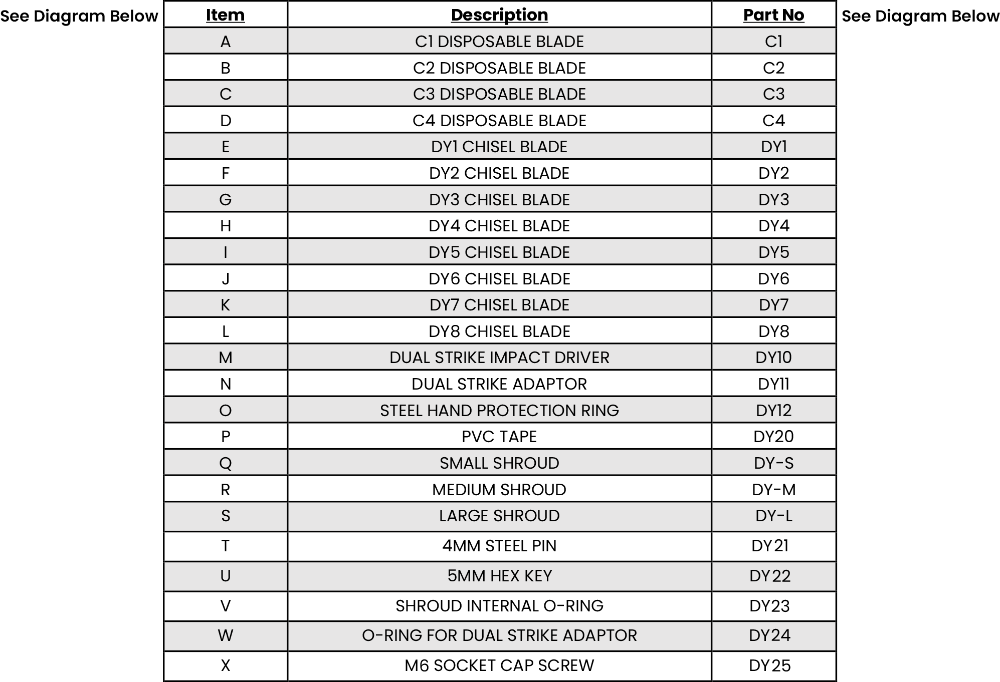 See Diagram Below Item Description Part No See Diagram Below
A C1 DISPOSABLE BLADE C1
B C2 DISPOSABLE BLADE C2
C C3 DISPOSABLE BLADE C3
D C4 DISPOSABLE BLADE C4
E DY1 CHISEL BLADE DY1
F DY2 CHISEL BLADE DY2
G DY3 CHISEL BLADE DY3
H DY4 CHISEL BLADE DY4
I DY5 CHISEL BLADE DY5
J DY6 CHISEL BLADE DY6
K DY7 CHISEL BLADE DY7
L DY8 CHISEL BLADE DY8
M DUAL STRIKE IMPACT DRIVER DY10
N DUAL STRIKE ADAPTOR DY11
O STEEL HAND PROTECTION RING DY12
P PVC TAPE DY20
Q SMALL SHROUD DY-S
R MEDIUM SHROUD DY-M
S LARGE SHROUD DY-L
T 4MM STEEL PIN DY21
U 5MM HEX KEY DY22
V SHROUD INTERNAL O-RING DY23
W O-RING FOR DUAL STRIKE ADAPTOR DY24
X M6 SOCKET CAP SCREW DY25